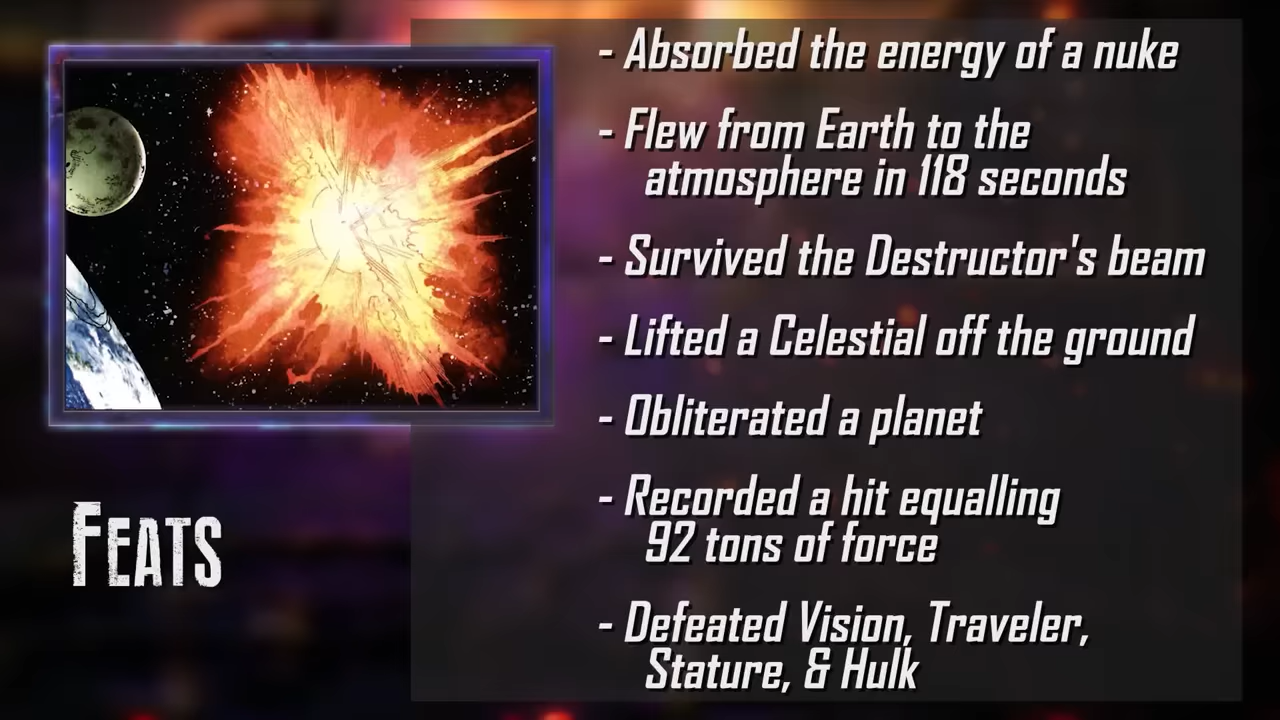 - Absorbed the energy of a nuke
- Flew from Earth to the
atmosphere in 118 seconds
- Survived the Destructor's beam
- Lifted a Celestial off the ground
- Obliterated a planet
- Recorded a hit equalling
92 tons of force
- Defeated Vision, Traveler,
Stature, & Hulk
Feats